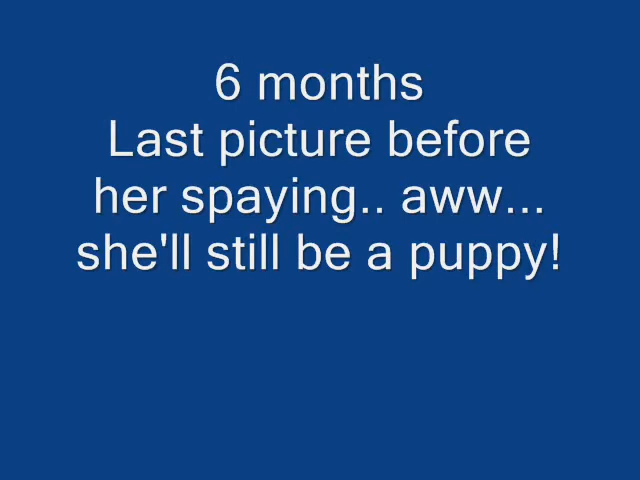 6 months
Last picture before
her spaying.. aww...
she'll still be a puppy!